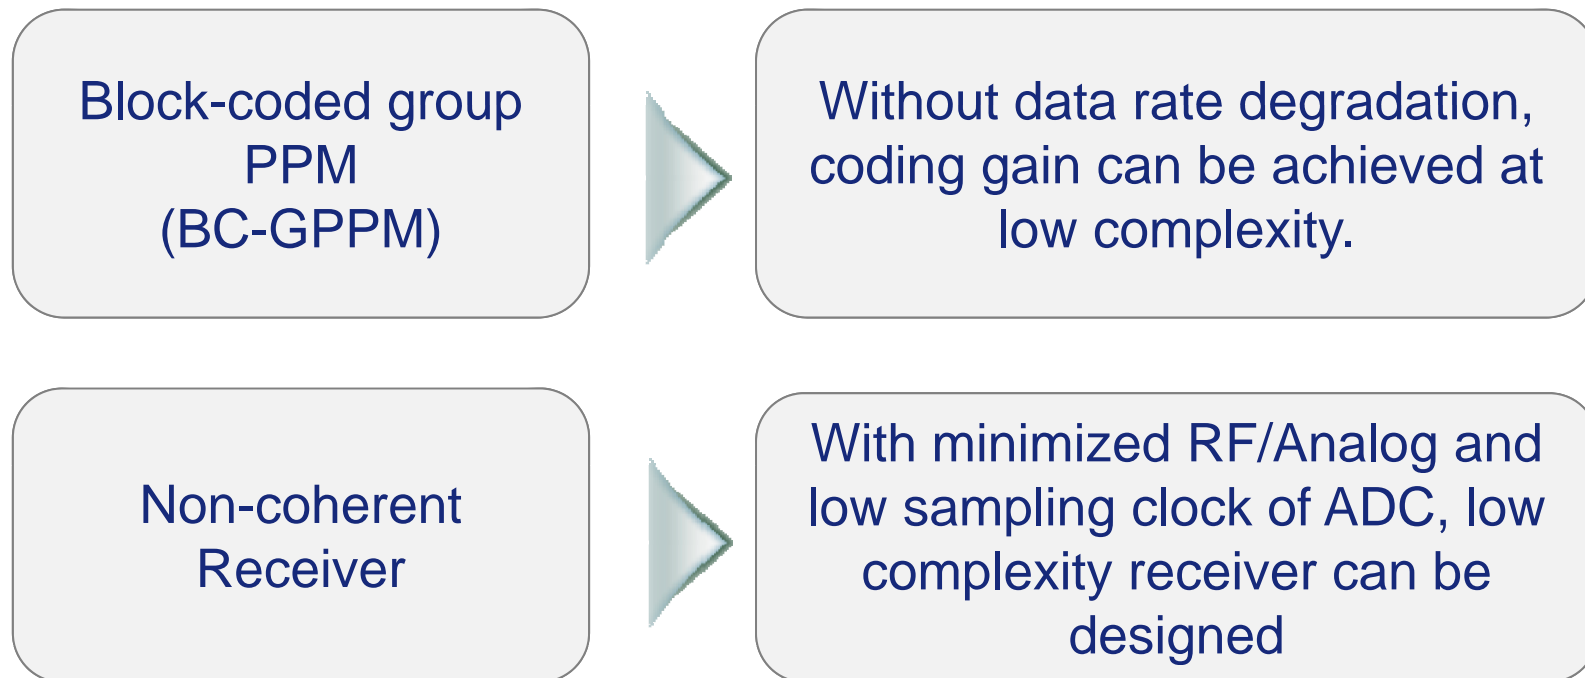 Block-coded group
PPM
(BC-GPPM)
Without data rate degradation,
coding gain can be achieved at
low complexity.
Non-coherent
Receiver
With minimized RF/Analog and
low sampling clock of ADC, low
complexity receiver can be
designed